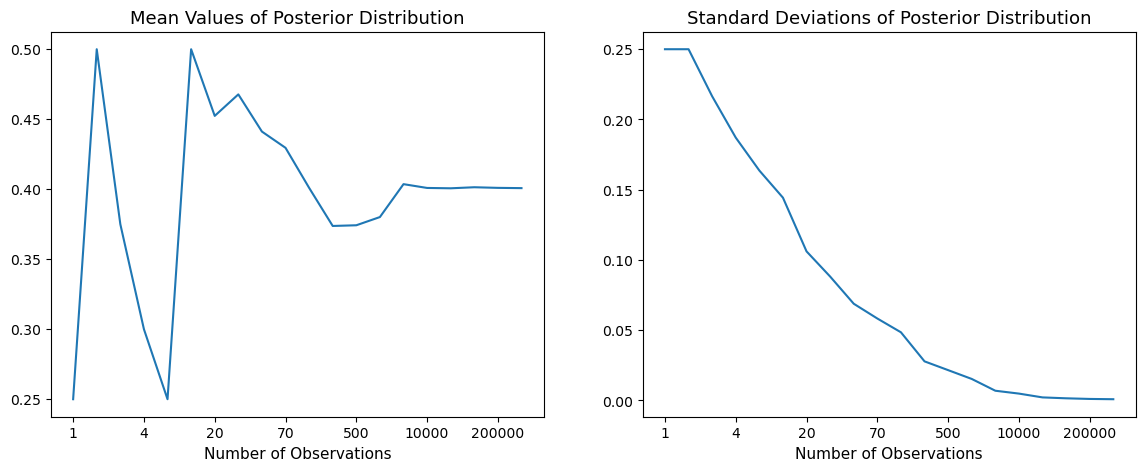 Mean Values of Posterior Distribution
0.50
0.45
0.40
0.35
0.30
0.25
1 4 20 70 500 10000 200000
Number of Observations
Standard Deviations of Posterior Distribution
0.25
0.20
0.15
0.10
0.05
0.00
1 4 20 70 500 10000 200000
Number of Observations